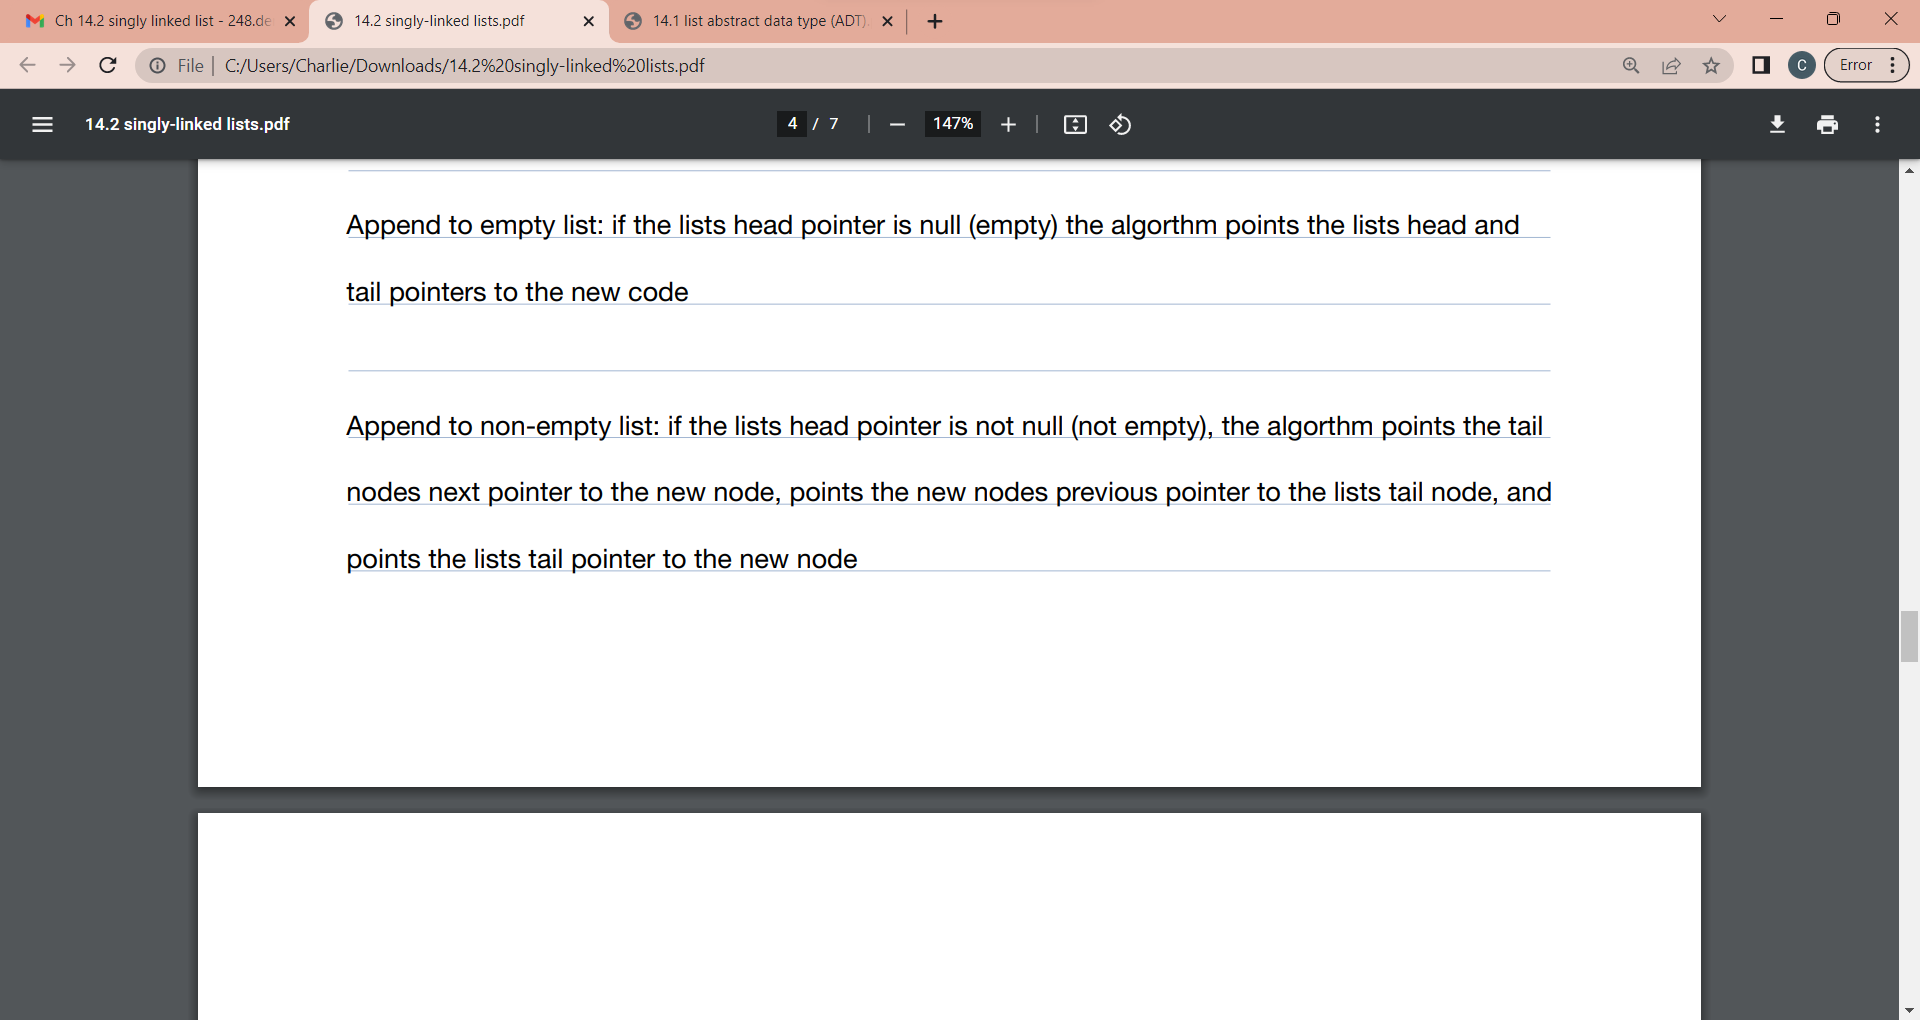 Ch 14.2 singly linked list - 248.de
14.2 singly-linked lists.pdf
14.1 list abstract data type (ADT).
File
C:/Users/Charlie/Downloads/14.2%20singly-linked%20lists.pdf
C
Error
14.2 singly-linked lists.pdf
4 / 7
147%
Append to empty list: if the lists head pointer is null (empty) the algorthm points the lists head and
tail pointers to the new code
Append to non-empty list: if the lists head pointer is not null (not empty), the algorthm points the tail
nodes next pointer to the new node, points the new nodes previous pointer to the lists tail node, and
points the lists tail pointer to the new node